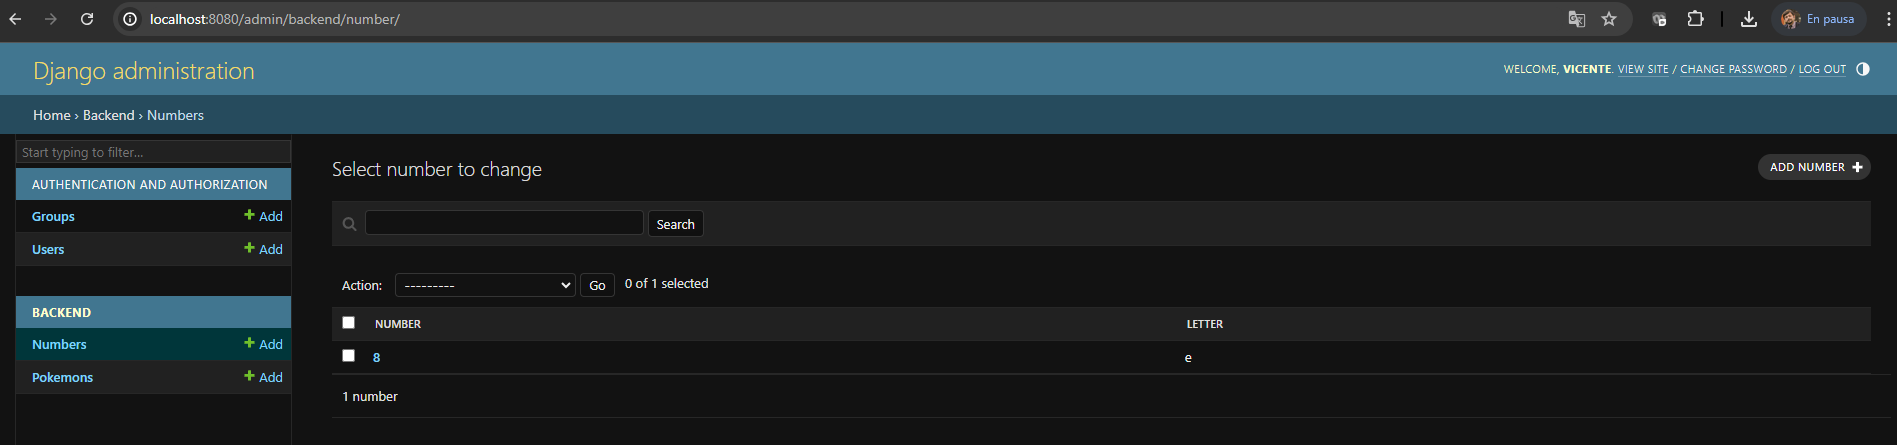 localhost:8080/admin/backend/number/
En pausa
Django administration
WELCOME, VICENTE. VIEW SITE / CHANGE PASSWORD / LOG OUT
Home › Backend › Numbers
Start typing to filter...
AUTHENTICATION AND AUTHORIZATION
Groups + Add
Users + Add
BACKEND
Numbers + Add
Pokemons + Add
Select number to change
ADD NUMBER +
Search
Action: --------- Go 0 of 1 selected
NUMBER LETTER
8 e
1 number